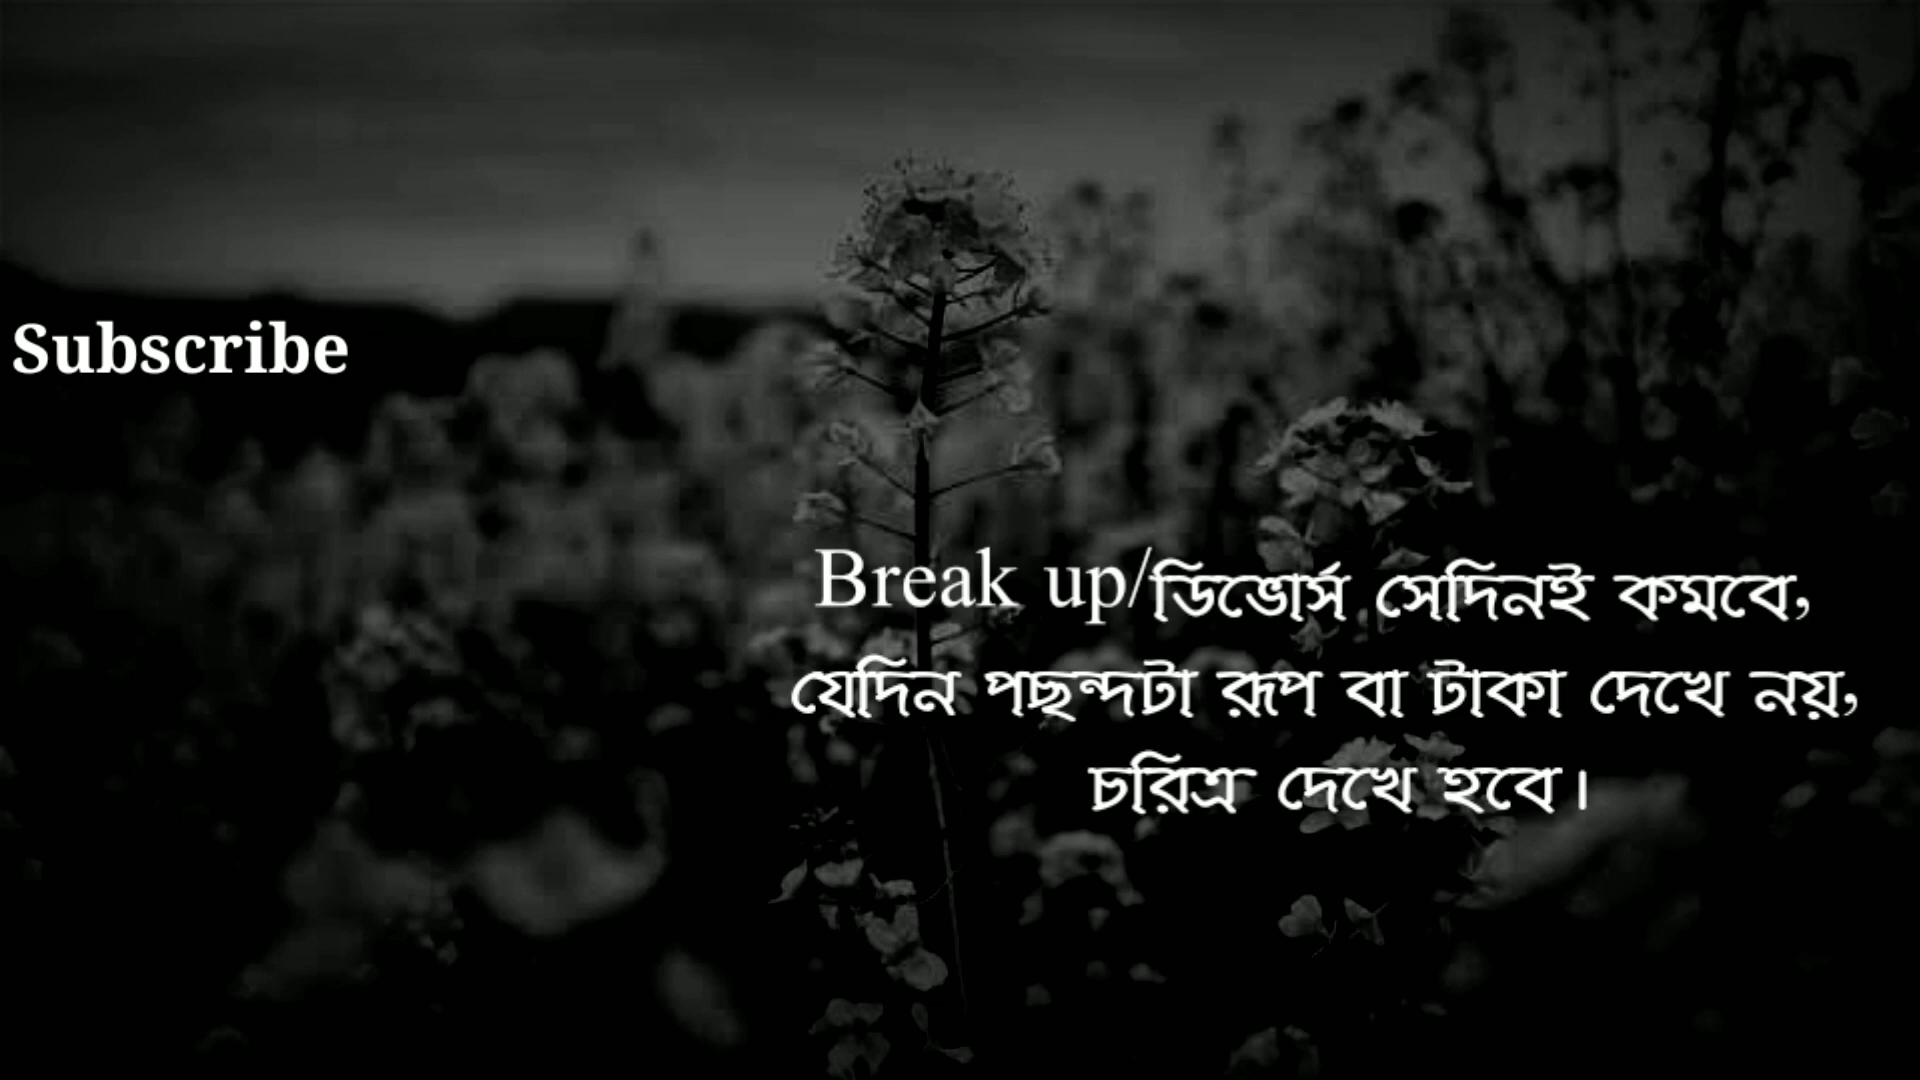 Subscribe
Break up/ডিভোর্স সেদিনই কমবে,
যেদিন পছন্দটা রূপ বা টাকা দেখে নয়,
চরিত্র দেখে হবে।